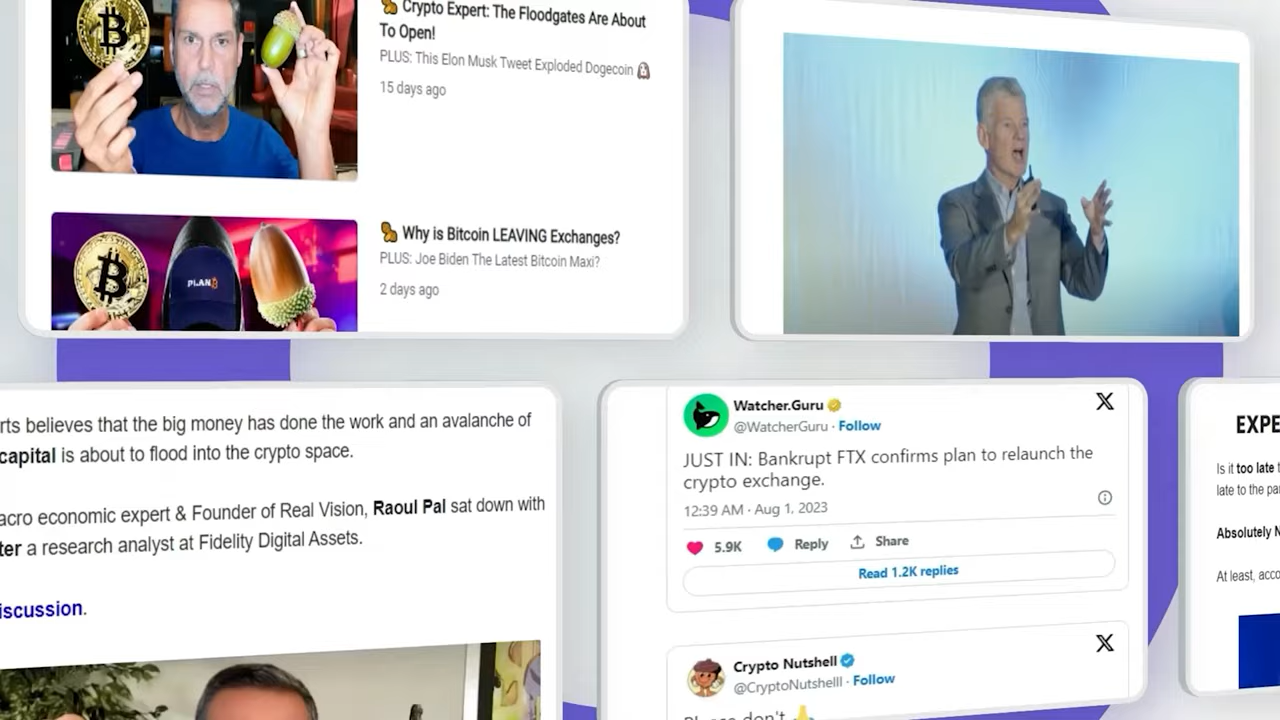 Crypto Expert: The Floodgates Are About
To Open!
PLUS: This Elon Musk Tweet Exploded Dogecoin
15 days ago
PLANB
Why is Bitcoin LEAVING Exchanges?
PLUS: Joe Biden The Latest Bitcoin Maxi?
2 days ago
rts believes that the big money has done the work and an avalanche of
capital is about to flood into the crypto space.
acro economic expert & Founder of Real Vision, Raoul Pal sat down with
ter a research analyst at Fidelity Digital Assets.
iscussion.
Watcher.Guru
@WatcherGuru · Follow
JUST IN: Bankrupt FTX confirms plan to relaunch the
crypto exchange.
12:39 AM · Aug 1, 2023
5.9K Reply Share
Read 1.2K replies
Crypto Nutshell
@CryptoNutshelll · Follow
Please don't
EXPE
Is it too late t
late to the pa
Absolutely N
At least, acco